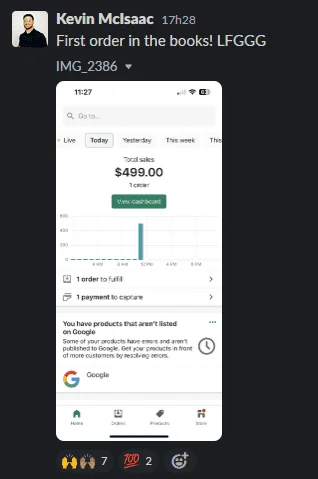 Kevin McIsaac 17h28
First order in the books! LFGGG
IMG_2386
11:27
Go to...
Live Today Yesterday This week This
Total sales
$499.00
1 order
View dashboard
600
400
200
0
4 AM 8 AM 12 PM 4 PM 8 PM
1 order to fulfill
1 payment to capture
You have products that aren't listed
on Google
Some of your products have errors and aren't
published to Google. Get your products in front
of more customers by resolving errors.
Google
Home Orders Products Store
7 100 2